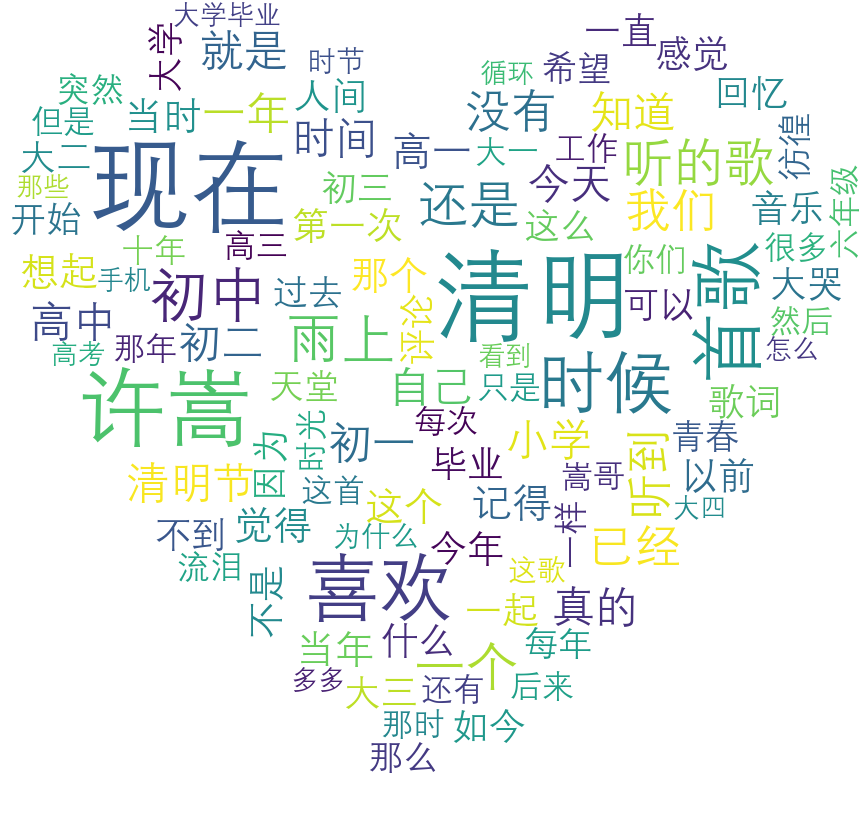 大学毕业
大学
就是
时节
一直
感觉
突然
当时
一年
人间
循环
希望
回忆
但是
时间
没有
知道
彷徨
大二
现在
高一
大一
工作
听的歌
那些
初三
还是
今天
我们
音乐
六年级
开始
第一次
这么
十年
高三
清明
你们
首歌
很多
想起
手机
初中
过去
那个
可以
大哭
高中
那年
初二
雨上
评论
然后
高考
看到
怎么
许嵩
天堂
自己
只是
时候
歌词
时光
每次
小学
听到
青春
因为
初一
毕业
嵩哥
以前
清明节
这首
这个
记得
一样
大四
不到
觉得
为什么
今年
已经
流泪
不是
喜欢
这歌
真的
一起
当年
什么
一个
每年
多多
大三
还有
后来
那时
如今
那么